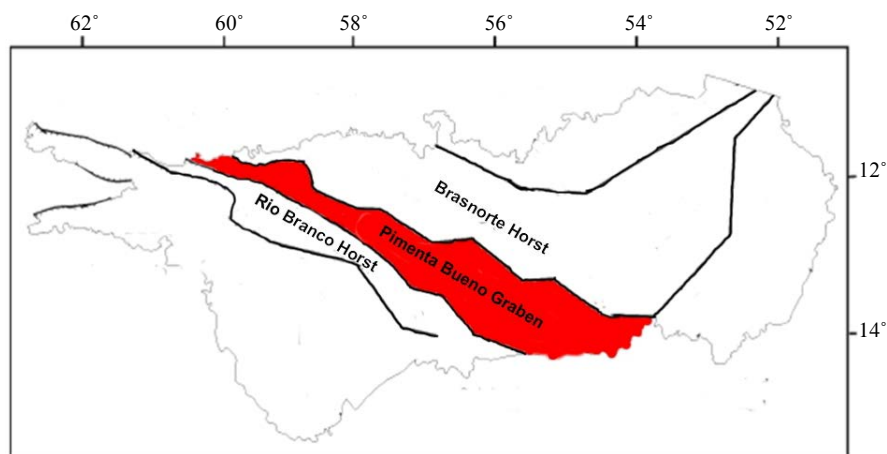 62° 60° 58° 56° 54° 52°
12°
Brasnorte Horst
Rio Branco Horst
Pimenta Bueno Graben
14°